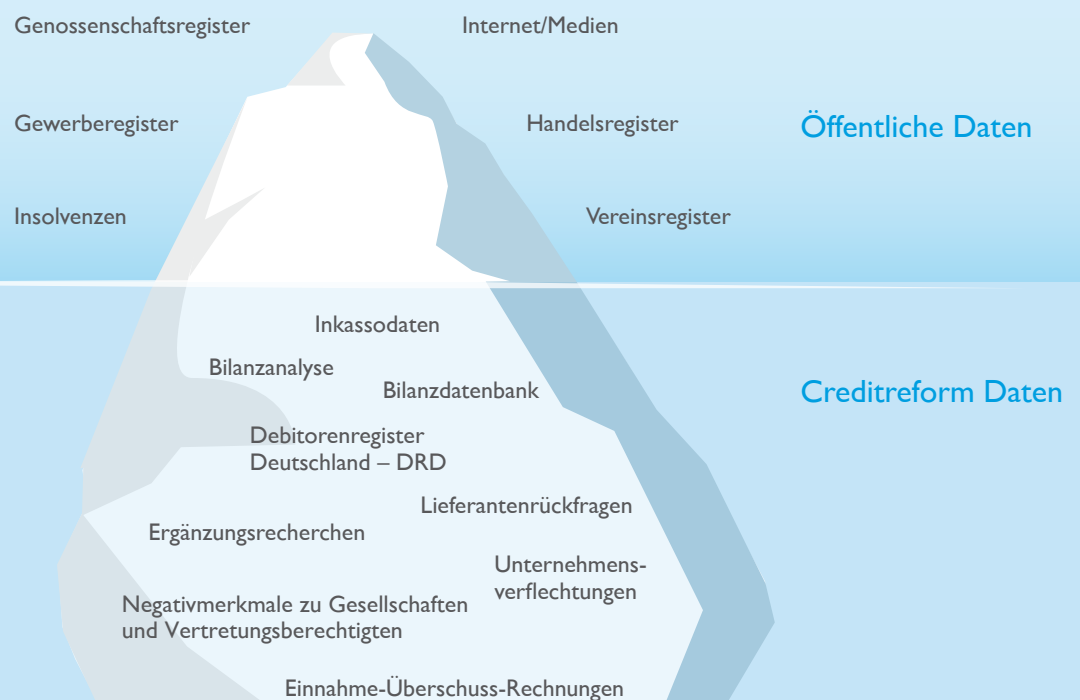 Genossenschaftsregister
Internet/Medien
Gewerberegister
Handelsregister
Öffentliche Daten
Insolvenzen
Vereinsregister
Inkassodaten
Bilanzanalyse
Bilanzdatenbank
Creditreform Daten
Debitorenregister
Deutschland – DRD
Lieferantenrückfragen
Ergänzungsrecherchen
Unternehmens-
verflechtungen
Negativmerkmale zu Gesellschaften
und Vertretungsberechtigten
Einnahme-Überschuss-Rechnungen